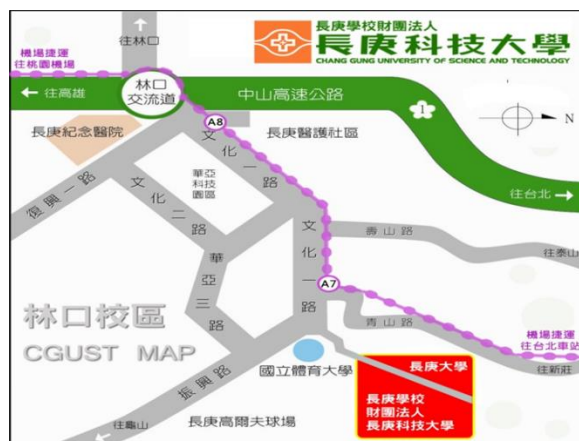 長庚學校財團法人
長庚科技大學
CHANG GUNG UNIVERSITY OF SCIENCE AND TECHNOLOGY
往林口
機場捷運
往桃園機場
←往高雄
林口
交流道
中山高速公路
1
N
往台北→
長庚紀念醫院
A8
長庚醫護社區
文化一路
華亞
科技
園區
復興一路
文化二路
華亞三路
文化一路
壽山路
往泰山
A7
青山路
機場捷運
往台北車站
往新莊
林口校區
CGUST MAP
振興路
國立體育大學
長庚大學
長庚學校
財團法人
長庚科技大學
往龜山
長庚高爾夫球場